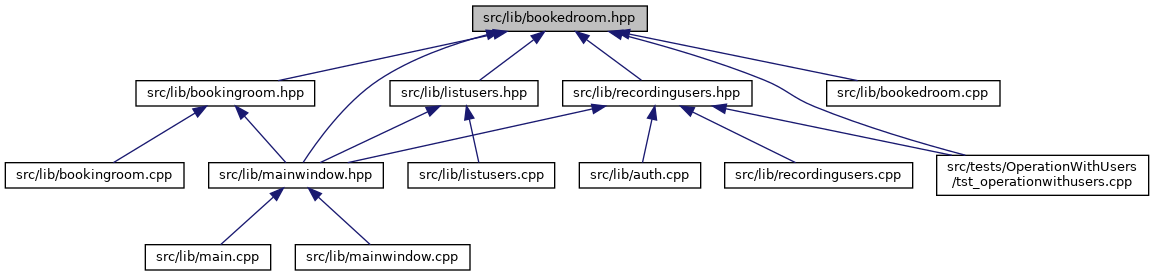 src/lib/bookedroom.hpp
src/lib/bookingroom.hpp
src/lib/listusers.hpp
src/lib/recordingusers.hpp
src/lib/bookedroom.cpp
src/lib/bookingroom.cpp
src/lib/mainwindow.hpp
src/lib/listusers.cpp
src/lib/auth.cpp
src/lib/recordingusers.cpp
src/tests/OperationWithUsers
/tst_operationwithusers.cpp
src/lib/main.cpp
src/lib/mainwindow.cpp